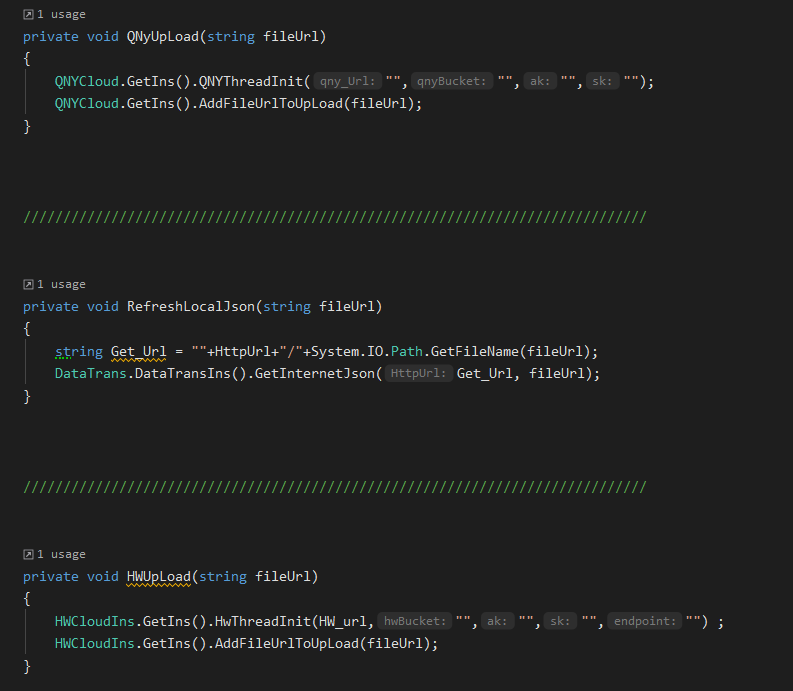 1 usage
private void QNyUpLoad(string fileUrl)
{
QNYCloud.GetIns().QNYThreadInit( qny_Url: "", qnyBucket: "", ak: "", sk: "");
QNYCloud.GetIns().AddFileUrlToUpLoad(fileUrl);
}
//////////////////////////////////////////////////////////////////////////////
1 usage
private void RefreshLocalJson(string fileUrl)
{
string Get_Url = ""+HttpUrl+"/"+System.IO.Path.GetFileName(fileUrl);
DataTrans.DataTransIns().GetInternetJson( HttpUrl: Get_Url, fileUrl);
}
//////////////////////////////////////////////////////////////////////////////
1 usage
private void HWUpLoad(string fileUrl)
{
HWCloudIns.GetIns().HwThreadInit(HW_url, hwBucket: "", ak: "", sk: "", endpoint: "") ;
HWCloudIns.GetIns().AddFileUrlToUpLoad(fileUrl);
}